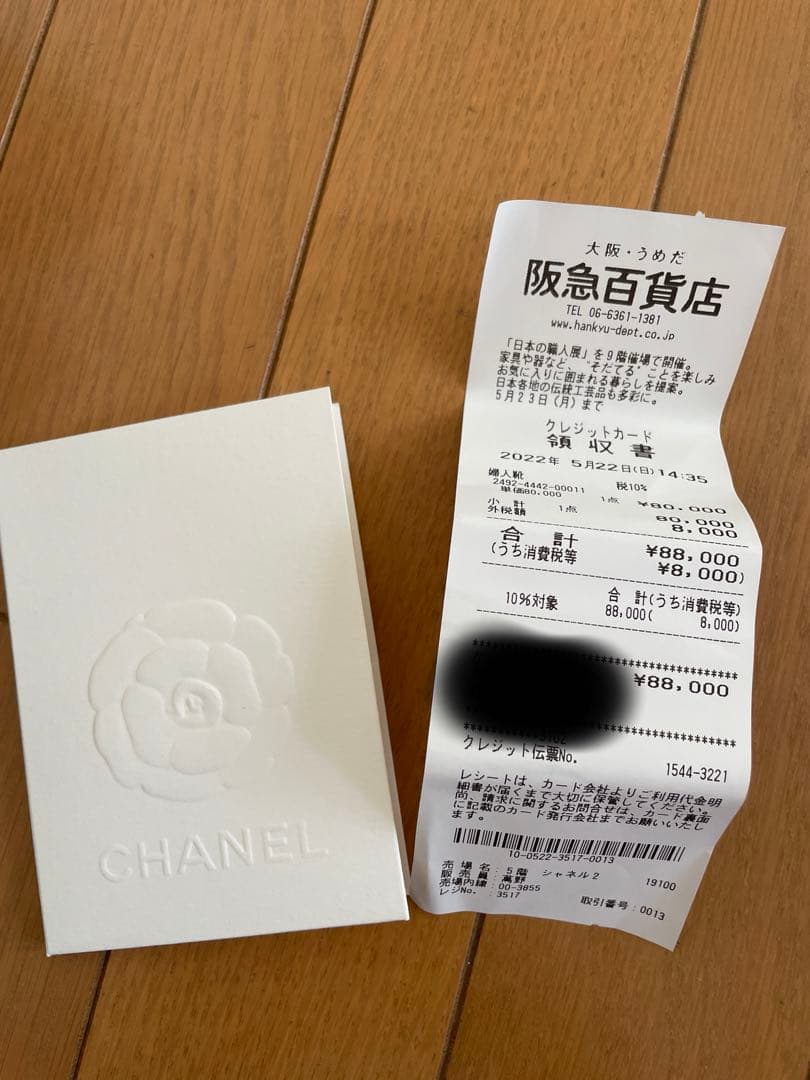 CHANEL
大阪・うめだ
阪急百貨店
TEL 06-6361-1381
www.hankyu-dept.co.jp
「日本の職人展」を9階催場で開催。
家具や器など、"そだてる"ことを楽しみ
お気に入りに囲まれる暮らしを提案。
日本各地の伝統工芸品も多彩に。
5月23日(月)まで
クレジットカード
領収書
2022年 5月22日(日)14:35
婦人靴 税10%
2492-4442-00011 1点 ¥80,000
単価80,000
小計 1点 80,000
外税額 8,000
合計 ¥88,000
(うち消費税等 ¥8,000)
合 計(うち消費税等)
10%対象 88,000( 8,000)
*************************
¥88,000
*************************
クレジット伝票No. 1544-3221
レシートは、カード会社よりご利用代金明
細書が届くまで大切に保管してください。
尚、請求に関するお問合せは、カード裏面
に記載のカード発行会社までお願いいたし
ます。
10-0522-3517-0013
売場名:5階 シャネル2 19100
販売員:萬野
売場内線:00-3855
レジNo.:3517 取引番号:0013